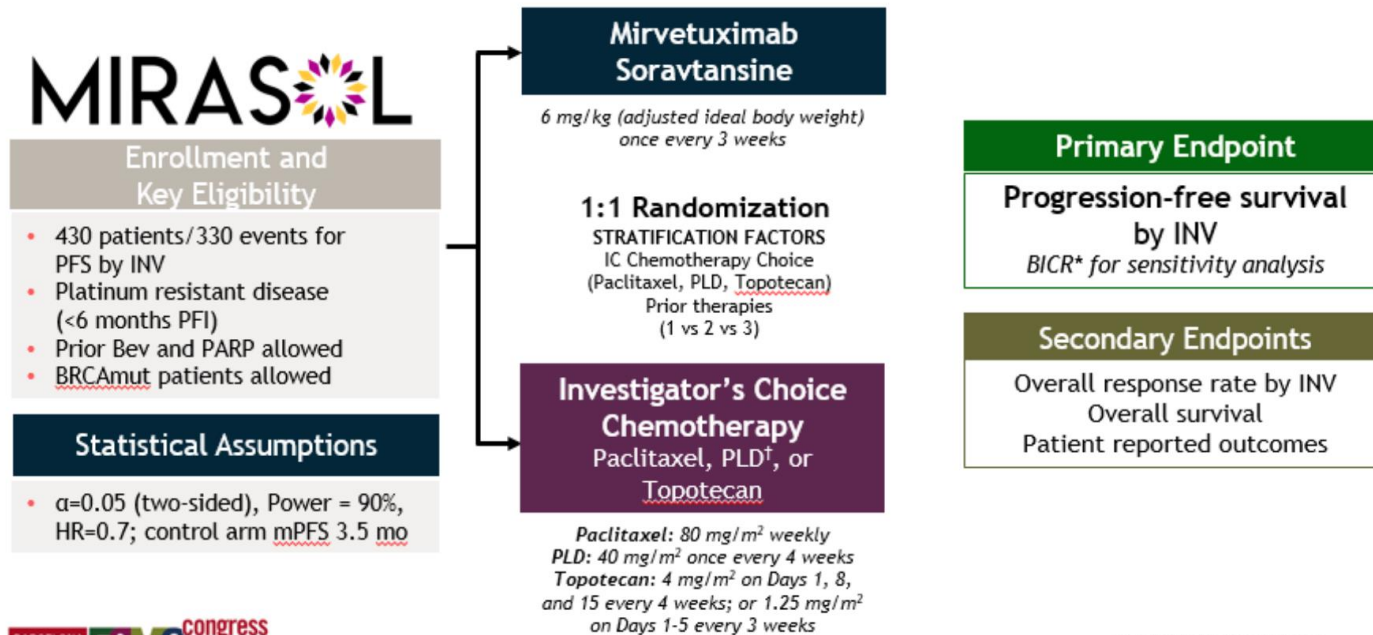 MIRASOL
Enrollment and
Key Eligibility
• 430 patients/330 events for
PFS by INV
• Platinum resistant disease
(<6 months PFI)
• Prior Bev and PARP allowed
• BRCAmut patients allowed
Statistical Assumptions
• α=0.05 (two-sided), Power = 90%,
HR=0.7; control arm mPFS 3.5 mo
Mirvetuximab
Soravtansine
6 mg/kg (adjusted ideal body weight)
once every 3 weeks
1:1 Randomization
STRATIFICATION FACTORS
IC Chemotherapy Choice
(Paclitaxel, PLD, Topotecan)
Prior therapies
(1 vs 2 vs 3)
Investigator’s Choice
Chemotherapy
Paclitaxel, PLD†, or
Topotecan
Paclitaxel: 80 mg/m² weekly
PLD: 40 mg/m² once every 4 weeks
Topotecan: 4 mg/m² on Days 1, 8,
and 15 every 4 weeks; or 1.25 mg/m²
on Days 1-5 every 3 weeks
Primary Endpoint
Progression-free survival
by INV
BICR* for sensitivity analysis
Secondary Endpoints
Overall response rate by INV
Overall survival
Patient reported outcomes
congress